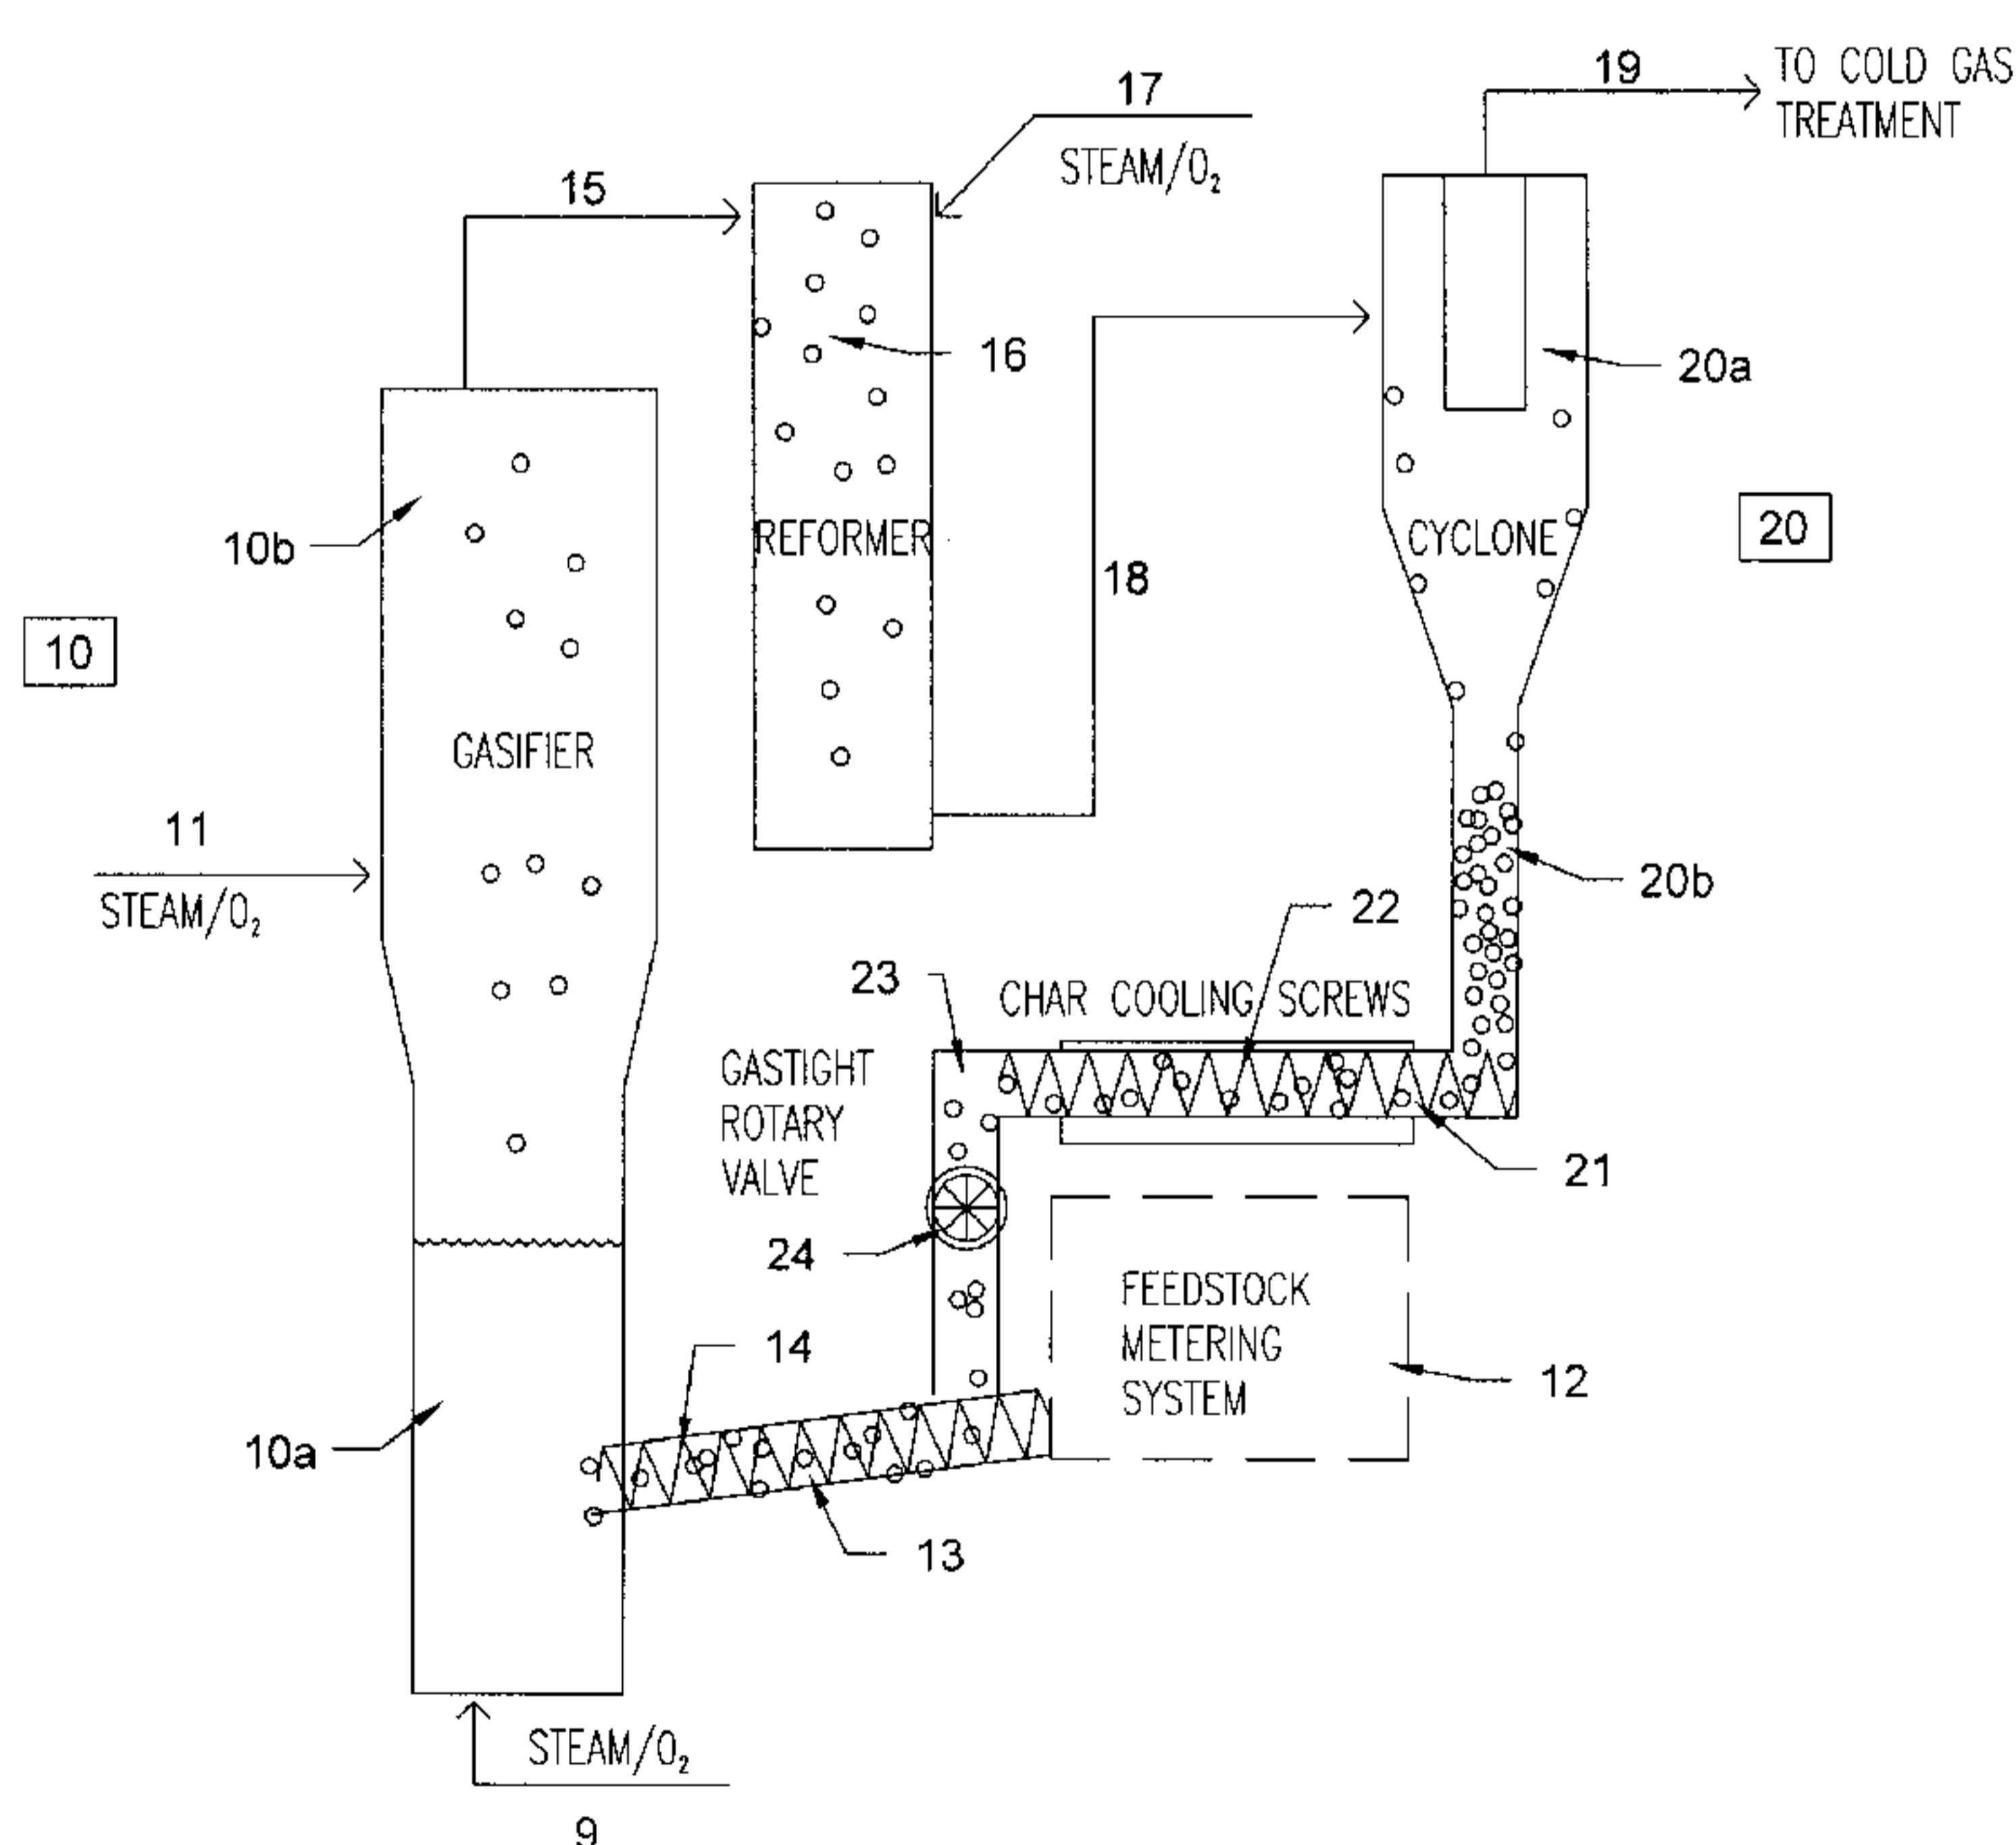 19
TO COLD GAS
TREATMENT
17
STEAM/O₂
15
16
20a
10b
REFORMER
CYCLONE
20
18
10
GASIFIER
11
STEAM/O₂
20b
22
23
CHAR COOLING SCREWS
GASTIGHT
ROTARY
VALVE
21
24
FEEDSTOCK
METERING
SYSTEM
14
12
10a
13
STEAM/O₂
9